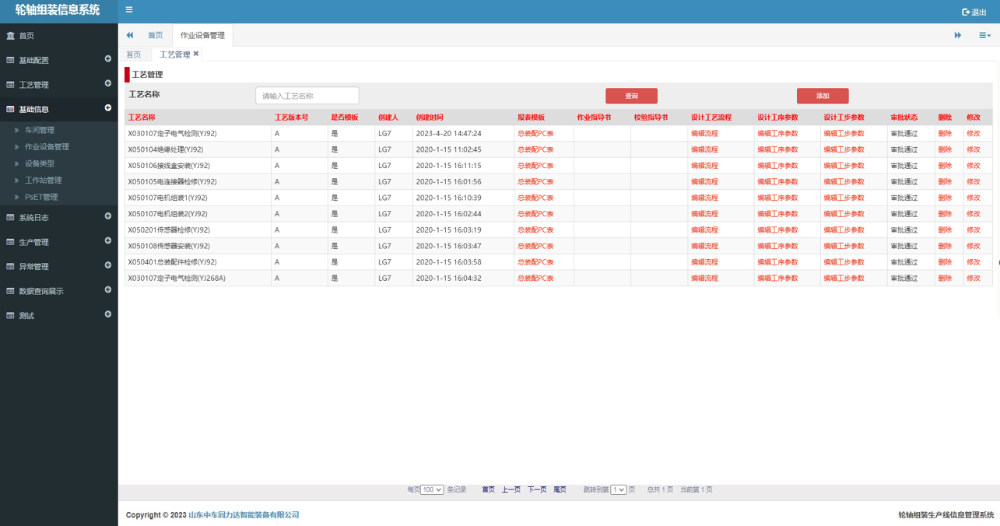 轮轴组装信息系统
退出
首页
基础配置
工艺管理
基础信息
车间管理
作业设备管理
设备类型
工作站管理
PsET管理
系统日志
生产管理
异常管理
数据查询展示
测试
首页 作业设备管理
首页 工艺管理
工艺管理
工艺名称 请输入工艺名称 查询 添加
工艺名称 工艺版本号 是否模板 创建人 创建时间 报表模板 作业指导书 校验指导书 设计工艺流程 设计工序参数 设计工步参数 审批状态 删除 修改
X030107定子电气检测(YJ92) A 是 LG7 2023-4-20 14:47:24 总装配PC表 编辑流程 编辑工序参数 编辑工步参数 审批通过 删除 修改
X050104绝缘处理(YJ92) A 是 LG7 2020-1-15 11:02:45 总装配PC表 编辑流程 编辑工序参数 编辑工步参数 审批通过 删除 修改
X050106接线盒安装(YJ92) A 是 LG7 2020-1-15 16:11:15 总装配PC表 编辑流程 编辑工序参数 编辑工步参数 审批通过 删除 修改
X050105电连接器检修(YJ92) A 是 LG7 2020-1-15 16:01:56 总装配PC表 编辑流程 编辑工序参数 编辑工步参数 审批通过 删除 修改
X050107电机组装1(YJ92) A 是 LG7 2020-1-15 16:10:39 总装配PC表 编辑流程 编辑工序参数 编辑工步参数 审批通过 删除 修改
X050107电机组装2(YJ92) A 是 LG7 2020-1-15 16:02:44 总装配PC表 编辑流程 编辑工序参数 编辑工步参数 审批通过 删除 修改
X050201传感器检修(YJ92) A 是 LG7 2020-1-15 16:03:19 总装配PC表 编辑流程 编辑工序参数 编辑工步参数 审批通过 删除 修改
X050108传感器安装(YJ92) A 是 LG7 2020-1-15 16:03:47 总装配PC表 编辑流程 编辑工序参数 编辑工步参数 审批通过 删除 修改
X050401总装配件检修(YJ92) A 是 LG7 2020-1-15 16:03:58 总装配PC表 编辑流程 编辑工序参数 编辑工步参数 审批通过 删除 修改
X030107定子电气检测(YJ268A) A 是 LG7 2020-1-15 16:04:32 总装配PC表 编辑流程 编辑工序参数 编辑工步参数 审批通过 删除 修改
每页 100 条记录 首页 上一页 下一页 尾页 跳转到第 1 页 总共 1 页 当前第 1 页
Copyright © 2023 山东中车同力达智能装备有限公司 轮轴组装生产线信息管理系统